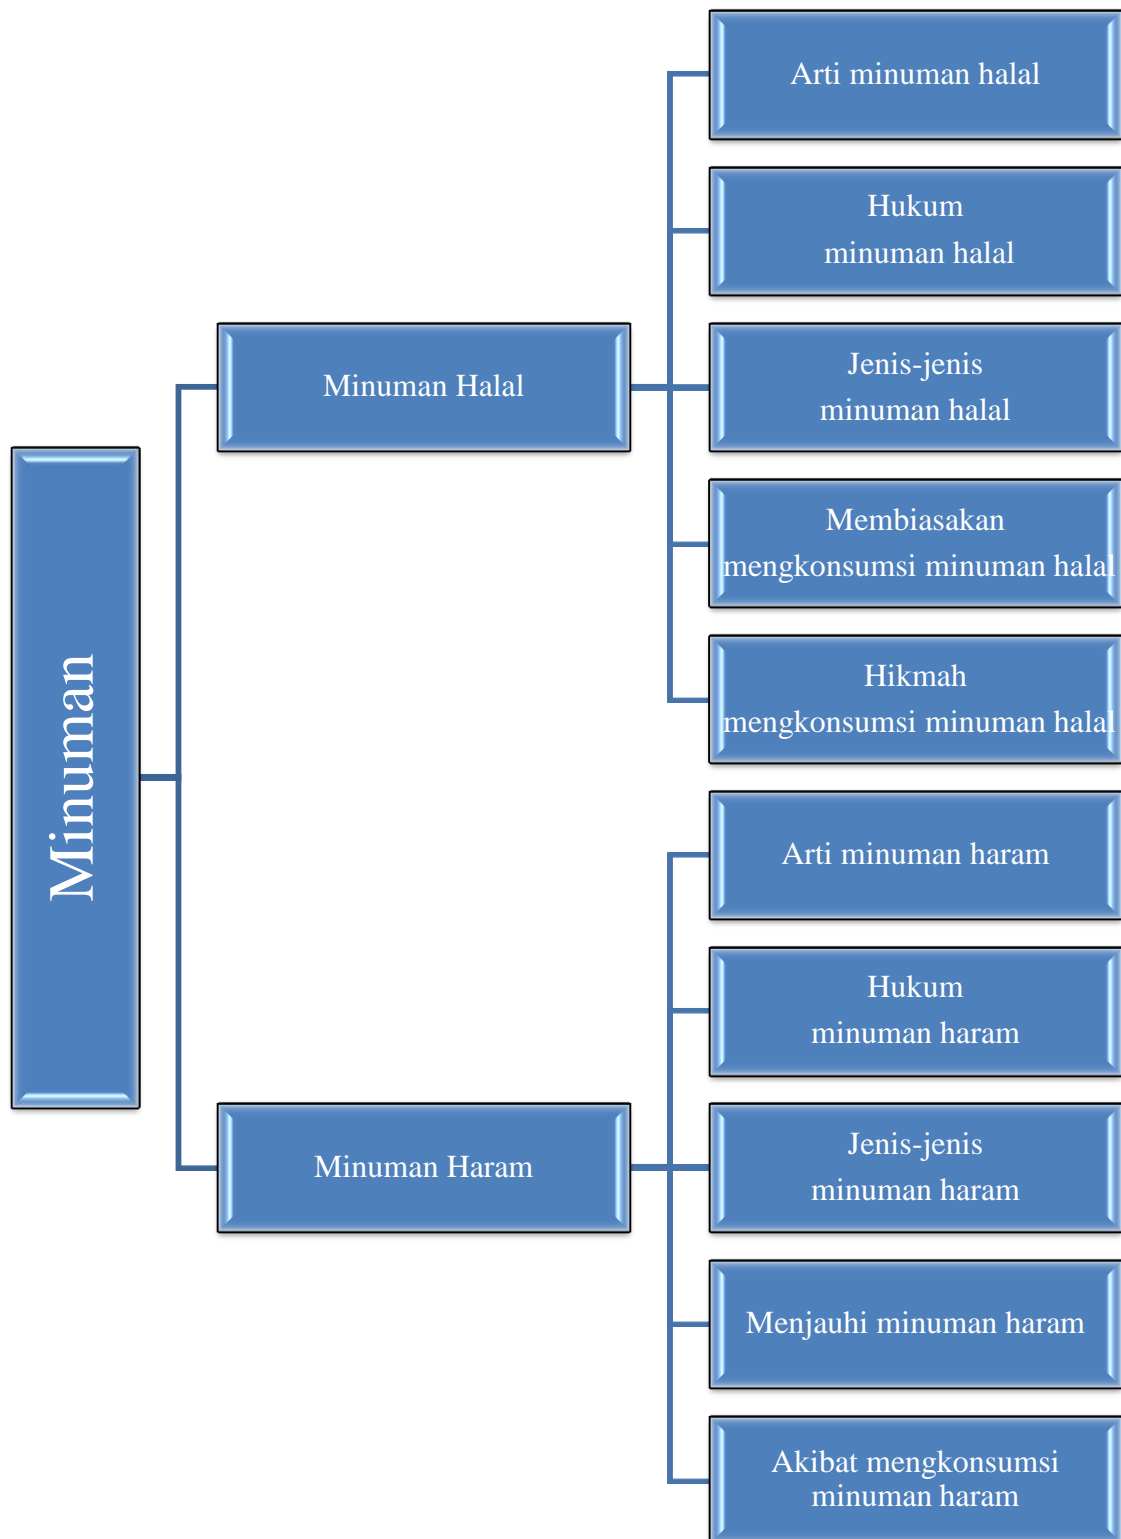 Minuman
Minuman Halal
Arti minuman halal
Hukum
minuman halal
Jenis-jenis
minuman halal
Membiasakan
mengkonsumsi minuman halal
Hikmah
mengkonsumsi minuman halal
Minuman Haram
Arti minuman haram
Hukum
minuman haram
Jenis-jenis
minuman haram
Menjauhi minuman haram
Akibat mengkonsumsi
minuman haram